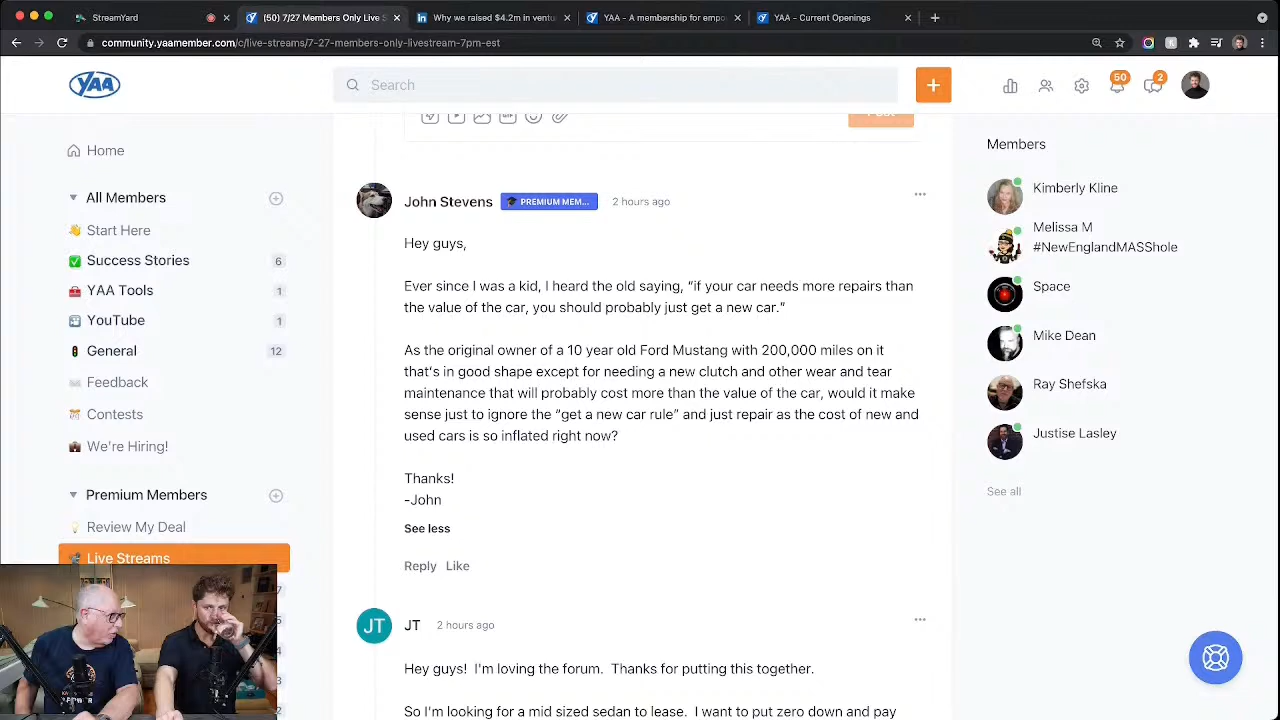 StreamYard
(50) 7/27 Members Only Live S
Why we raised $4.2m in ventu
YAA - A membership for empo
YAA - Current Openings
community.yaamember.com/c/live-streams/7-27-members-only-livestream-7pm-est
YAA
Search
50
2
Home
All Members
Start Here
Success Stories 6
YAA Tools 1
YouTube 1
General 12
Feedback
Contests
We're Hiring!
Premium Members
Review My Deal
Live Streams
GIF
John Stevens PREMIUM MEM... 2 hours ago
Hey guys,
Ever since I was a kid, I heard the old saying, “if your car needs more repairs than
the value of the car, you should probably just get a new car.”
As the original owner of a 10 year old Ford Mustang with 200,000 miles on it
that’s in good shape except for needing a new clutch and other wear and tear
maintenance that will probably cost more than the value of the car, would it make
sense just to ignore the “get a new car rule” and just repair as the cost of new and
used cars is so inflated right now?
Thanks!
-John
See less
Reply Like
JT JT 2 hours ago
Hey guys! I'm loving the forum. Thanks for putting this together.
So I'm looking for a mid sized sedan to lease. I want to put zero down and pay
Members
Kimberly Kline
Melissa M
#NewEnglandMASShole
Space
Mike Dean
Ray Shefska
Justise Lasley
See all